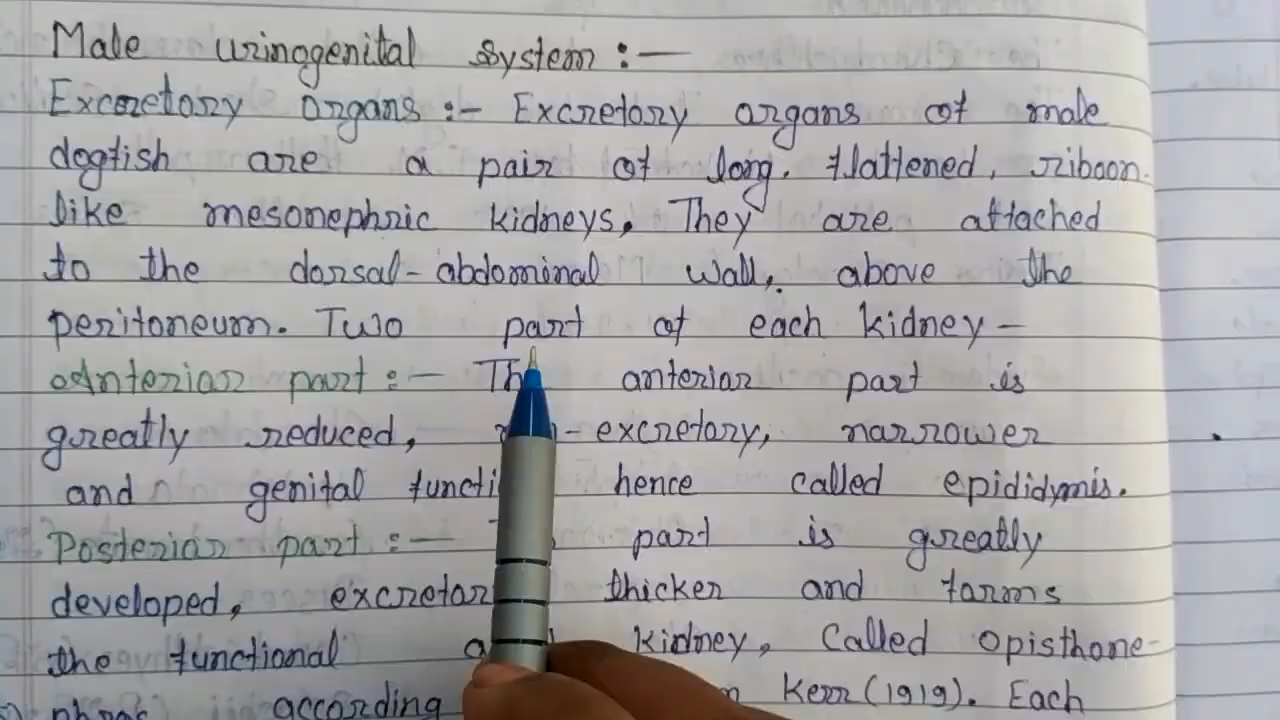 Male urinogenital system :—
Excretory organs :- Excretory organs of male
dogfish are a pair of long, flattened, ribbon-
like mesonephric kidneys, They are attached
to the dorsal-abdominal wall, above the
peritoneum. Two part of each kidney -
Anterior part :- anterior part is
greatly reduced, -excretory, narrower
and genital hence called epididymis.
Posterior part :- part is greatly
developed, thicker and forms
the functional kidney, called opisthone-
according Kerr (1919). Each